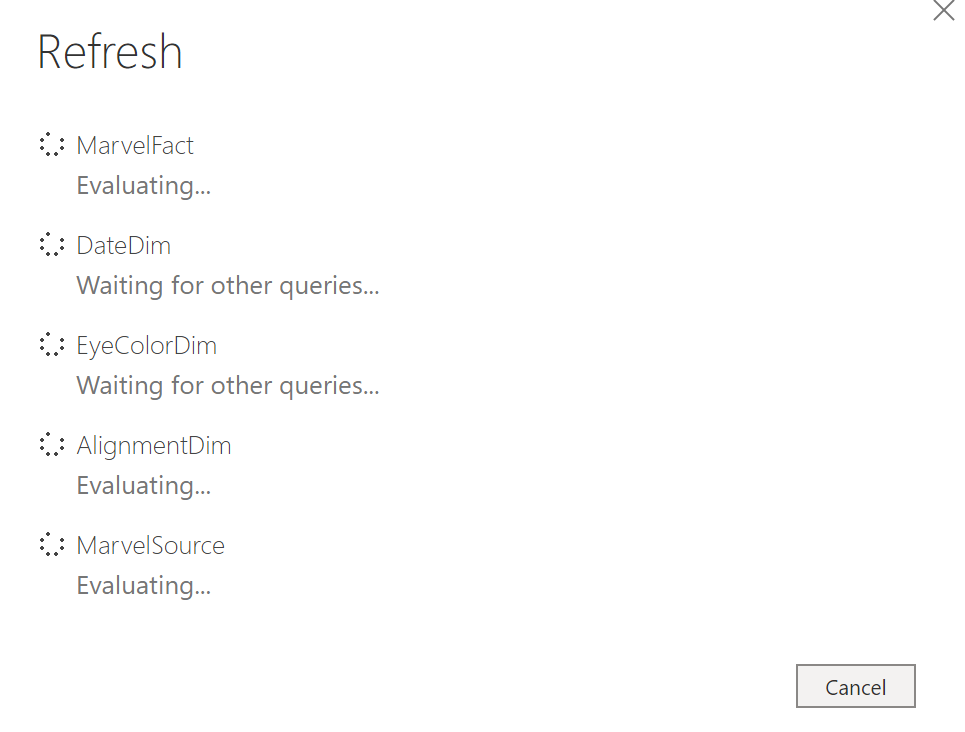 Refresh
MarvelFact
Evaluating...
DateDim
Waiting for other queries...
EyeColorDim
Waiting for other queries...
AlignmentDim
Evaluating...
MarvelSource
Evaluating...
Cancel